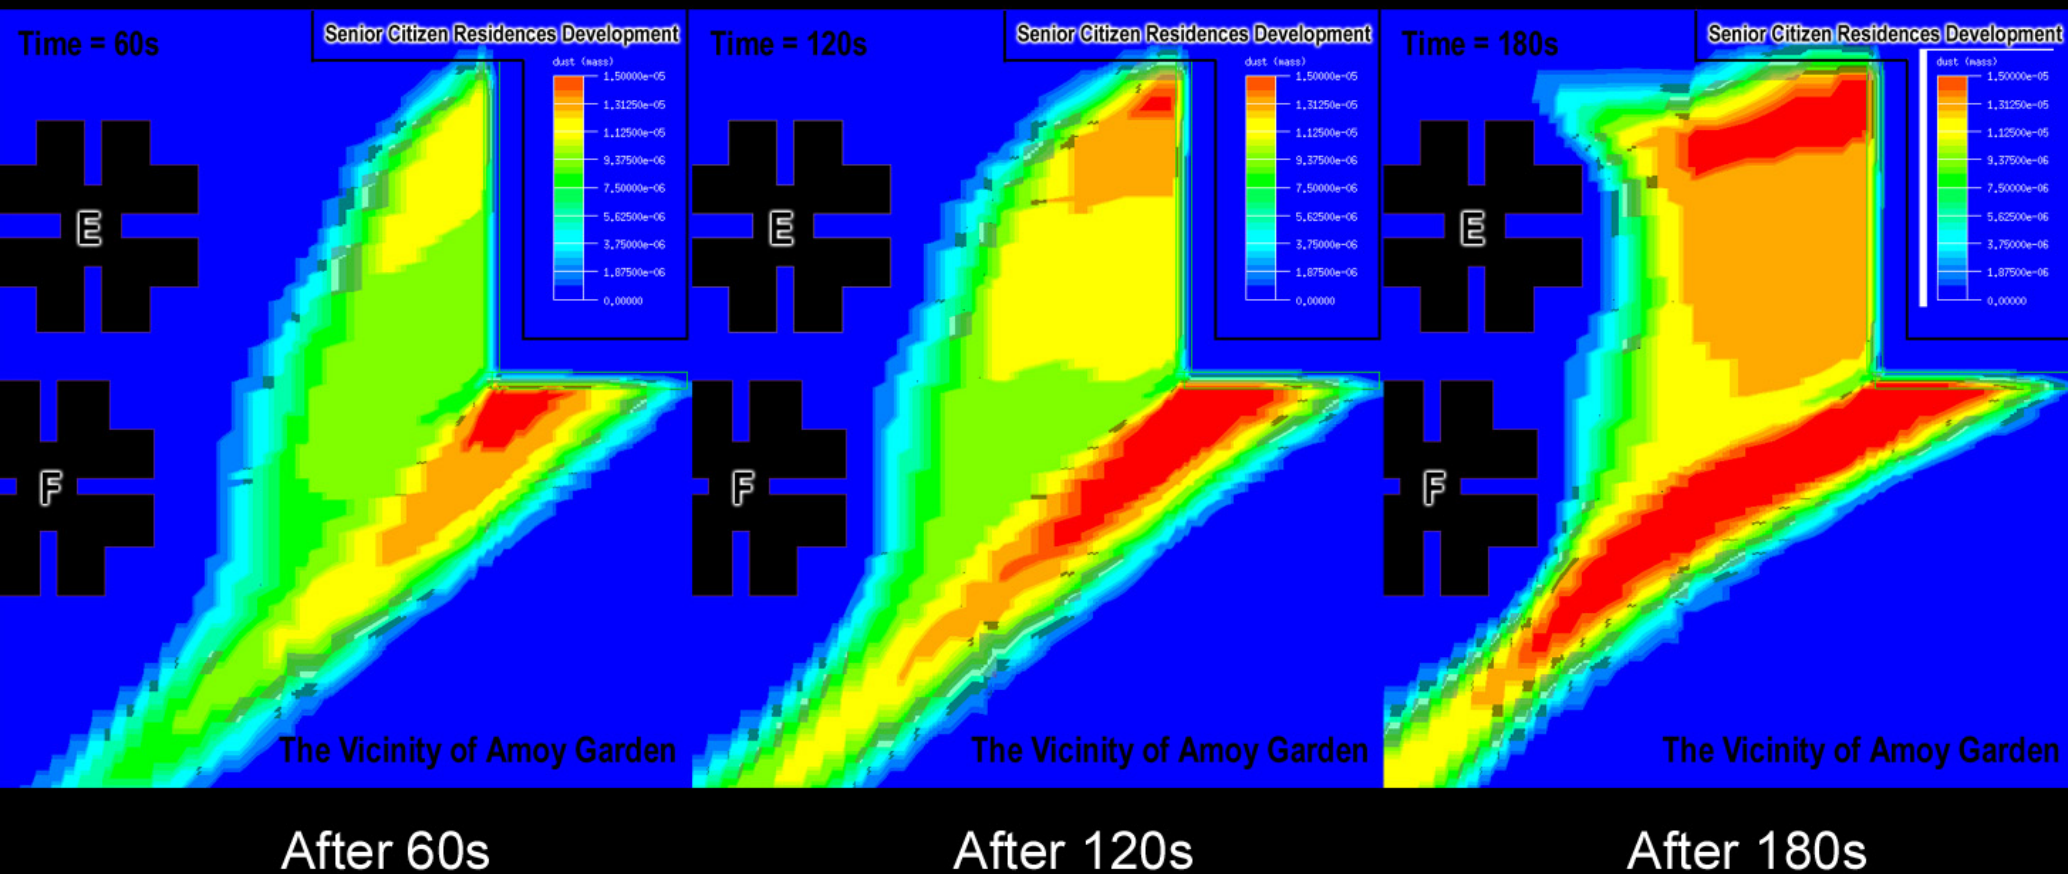 Time = 60s
Senior Citizen Residences Development
dust (mass)
1,50000e-05
1,31250e-05
1,12500e-05
9,37500e-06
7,50000e-06
5,62500e-06
3,75000e-06
1,87500e-06
0,00000
E
F
The Vicinity of Amoy Garden
After 60s
Time = 120s
Senior Citizen Residences Development
dust (mass)
1,50000e-05
1,31250e-05
1,12500e-05
9,37500e-06
7,50000e-06
5,62500e-06
3,75000e-06
1,87500e-06
0,00000
E
F
The Vicinity of Amoy Garden
After 120s
Time = 180s
Senior Citizen Residences Development
dust (mass)
1,50000e-05
1,31250e-05
1,12500e-05
9,37500e-06
7,50000e-06
5,62500e-06
3,75000e-06
1,87500e-06
0,00000
E
F
The Vicinity of Amoy Garden
After 180s